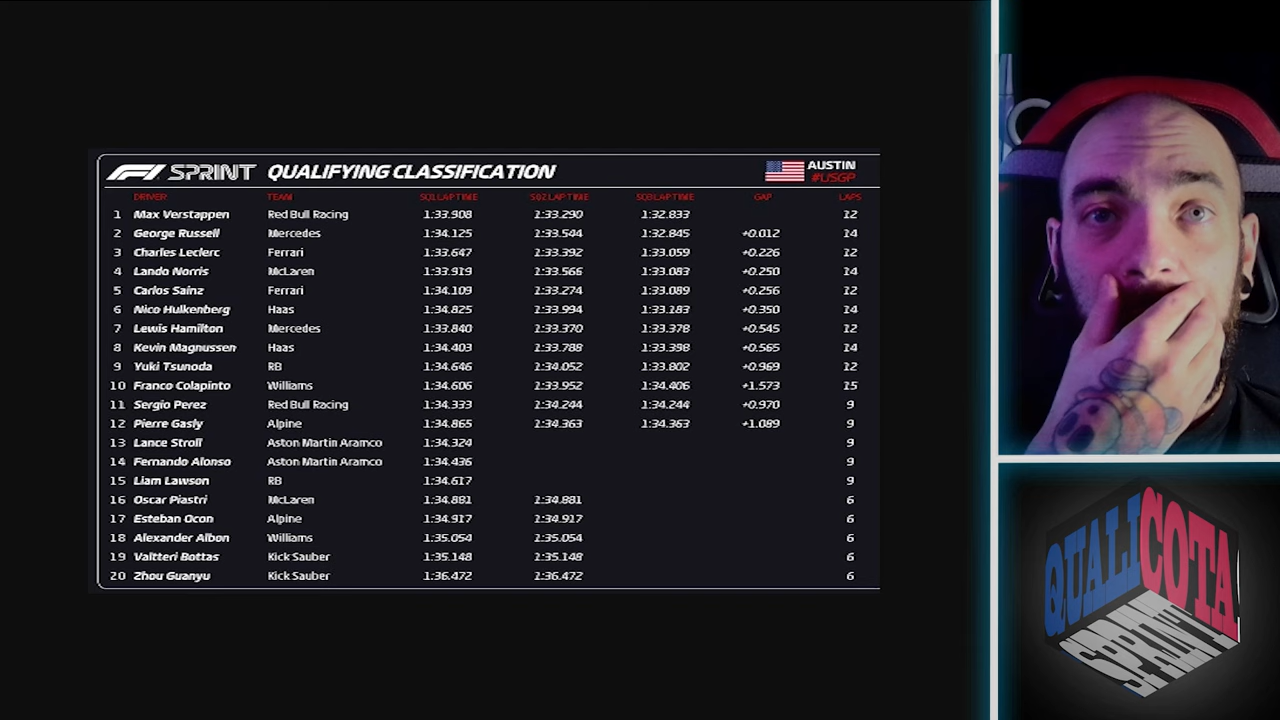 F1 SPRINT QUALIFYING CLASSIFICATION AUSTIN
#USGP
DRIVER TEAM SQ1 LAP TIME SQ2 LAP TIME SQ3 LAP TIME GAP LAPS
1 Max Verstappen Red Bull Racing 1:33.908 1:33.290 1:32.833 12
2 George Russell Mercedes 1:34.125 1:33.544 1:32.845 +0.012 14
3 Charles Leclerc Ferrari 1:33.647 1:33.392 1:33.059 +0.226 12
4 Lando Norris McLaren 1:33.919 1:33.566 1:33.083 +0.250 14
5 Carlos Sainz Ferrari 1:34.109 1:33.274 1:33.089 +0.256 12
6 Nico Hulkenberg Haas 1:34.825 1:33.994 1:33.183 +0.350 14
7 Lewis Hamilton Mercedes 1:33.840 1:33.370 1:33.378 +0.545 12
8 Kevin Magnussen Haas 1:34.403 1:33.788 1:33.398 +0.565 14
9 Yuki Tsunoda RB 1:34.646 1:34.052 1:33.802 +0.969 12
10 Franco Colapinto Williams 1:34.606 1:33.952 1:34.406 +1.573 15
11 Sergio Perez Red Bull Racing 1:34.333 1:34.244 1:34.244 +0.970 9
12 Pierre Gasly Alpine 1:34.865 1:34.363 1:34.363 +1.089 9
13 Lance Stroll Aston Martin Aramco 1:34.324 9
14 Fernando Alonso Aston Martin Aramco 1:34.436 9
15 Liam Lawson RB 1:34.617 9
16 Oscar Piastri McLaren 1:34.881 1:34.881 6
17 Esteban Ocon Alpine 1:34.917 1:34.917 6
18 Alexander Albon Williams 1:35.054 1:35.054 6
19 Valtteri Bottas Kick Sauber 1:35.148 1:35.148 6
20 Zhou Guanyu Kick Sauber 1:36.472 1:36.472 6
QUALI COTA
SPRINT